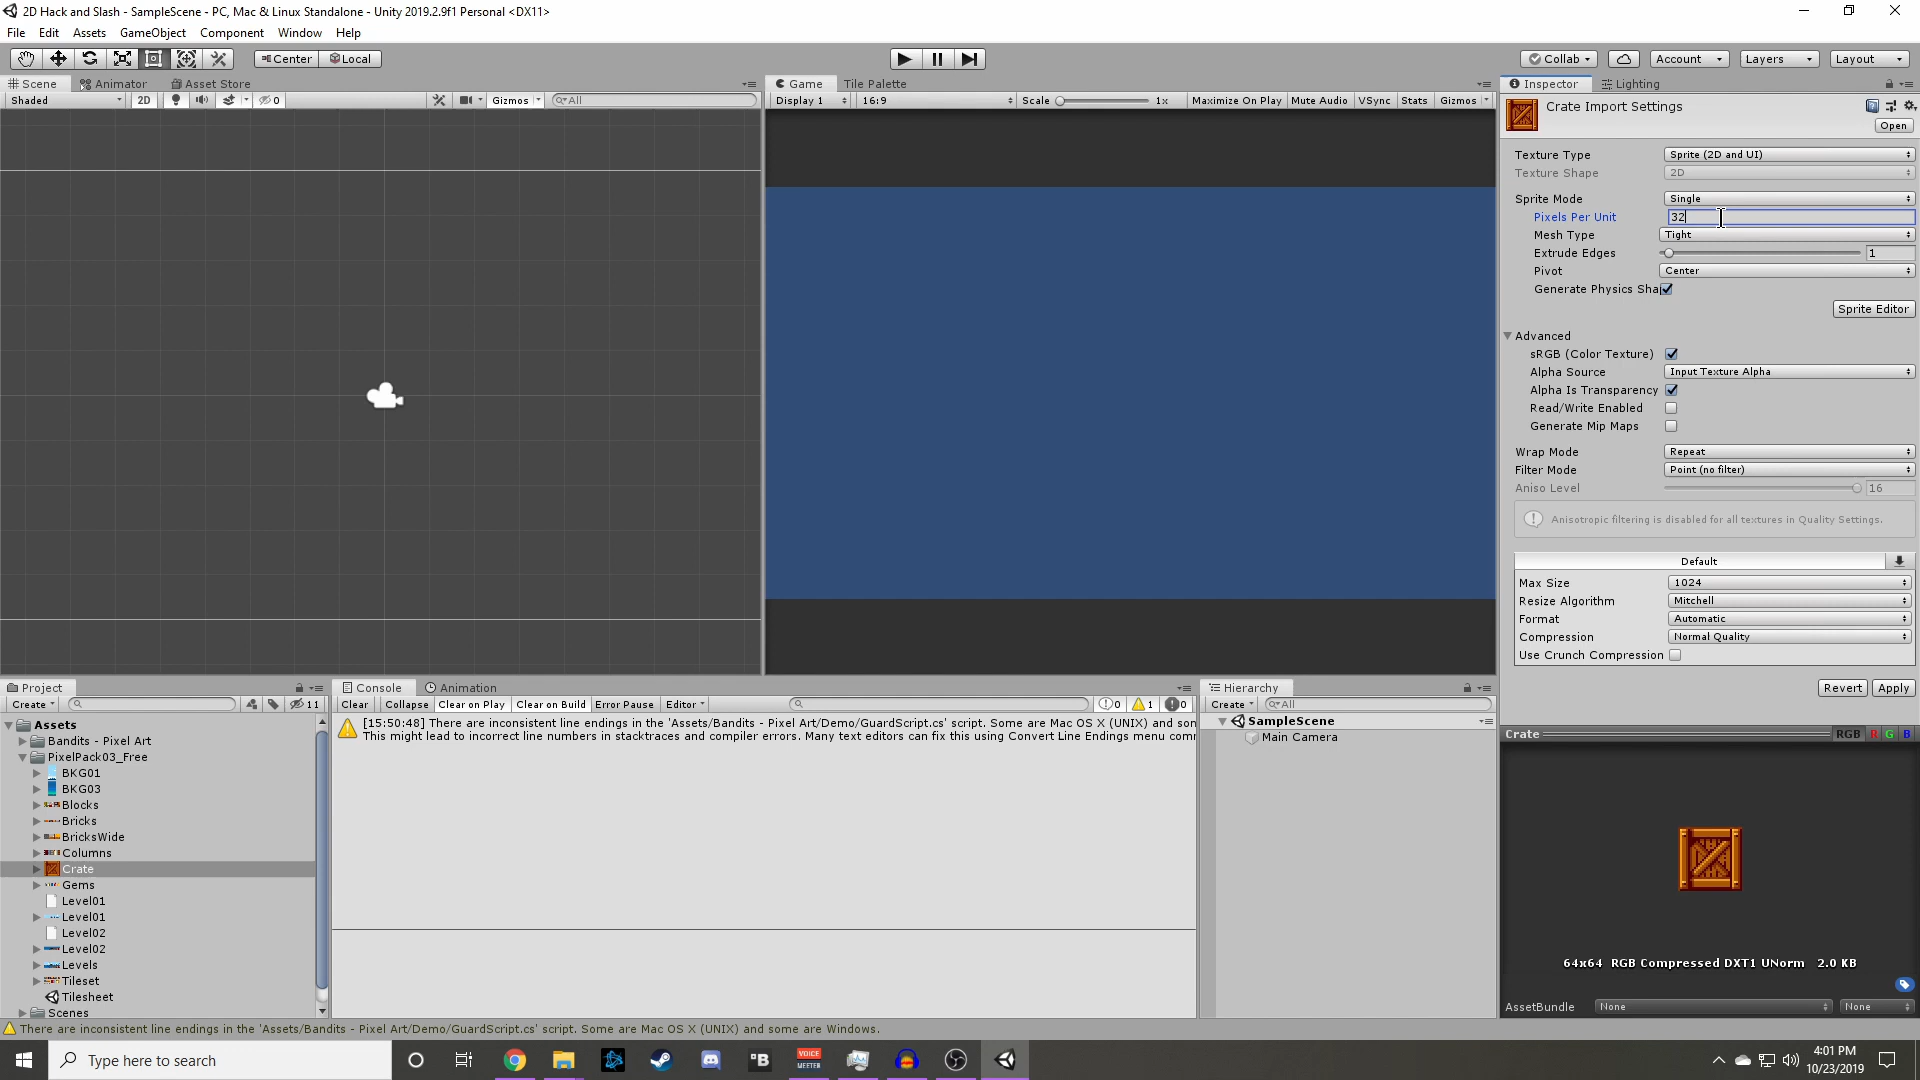 2D Hack and Slash - SampleScene - PC, Mac & Linux Standalone - Unity 2019.2.9f1 Personal <DX11>
File Edit Assets GameObject Component Window Help
Center Local Collab Account Layers Layout
Scene Animator Asset Store
Shaded 2D 0 Gizmos All
Game Tile Palette
Display 1 16:9 Scale 1x Maximize On Play Mute Audio VSync Stats Gizmos
Inspector Lighting
Crate Import Settings
Open
Texture Type Sprite (2D and UI)
Texture Shape 2D
Sprite Mode Single
Pixels Per Unit 32
Mesh Type Tight
Extrude Edges 1
Pivot Center
Generate Physics Sha
Sprite Editor
Advanced
sRGB (Color Texture)
Alpha Source Input Texture Alpha
Alpha Is Transparency
Read/Write Enabled
Generate Mip Maps
Wrap Mode Repeat
Filter Mode Point (no filter)
Aniso Level 16
Anisotropic filtering is disabled for all textures in Quality Settings.
Default
Max Size 1024
Resize Algorithm Mitchell
Format Automatic
Compression Normal Quality
Use Crunch Compression
Revert Apply
Project
Create 11
Assets
Bandits - Pixel Art
PixelPack03_Free
BKG01
BKG03
Blocks
Bricks
BricksWide
Columns
Crate
Gems
Level01
Level01
Level02
Level02
Levels
Tileset
Tilesheet
Scenes
Console Animation
Clear Collapse Clear on Play Clear on Build Error Pause Editor 0 1 0
[15:50:48] There are inconsistent line endings in the 'Assets/Bandits - Pixel Art/Demo/GuardScript.cs' script. Some are Mac OS X (UNIX) and son
This might lead to incorrect line numbers in stacktraces and compiler errors. Many text editors can fix this using Convert Line Endings menu comr
Hierarchy
Create All
SampleScene
Main Camera
Crate RGB R G B
64x64 RGB Compressed DXT1 UNorm 2.0 KB
AssetBundle None None
There are inconsistent line endings in the 'Assets/Bandits - Pixel Art/Demo/GuardScript.cs' script. Some are Mac OS X (UNIX) and some are Windows.
Type here to search
B
VOICE
MEETER
4:01 PM
10/23/2019